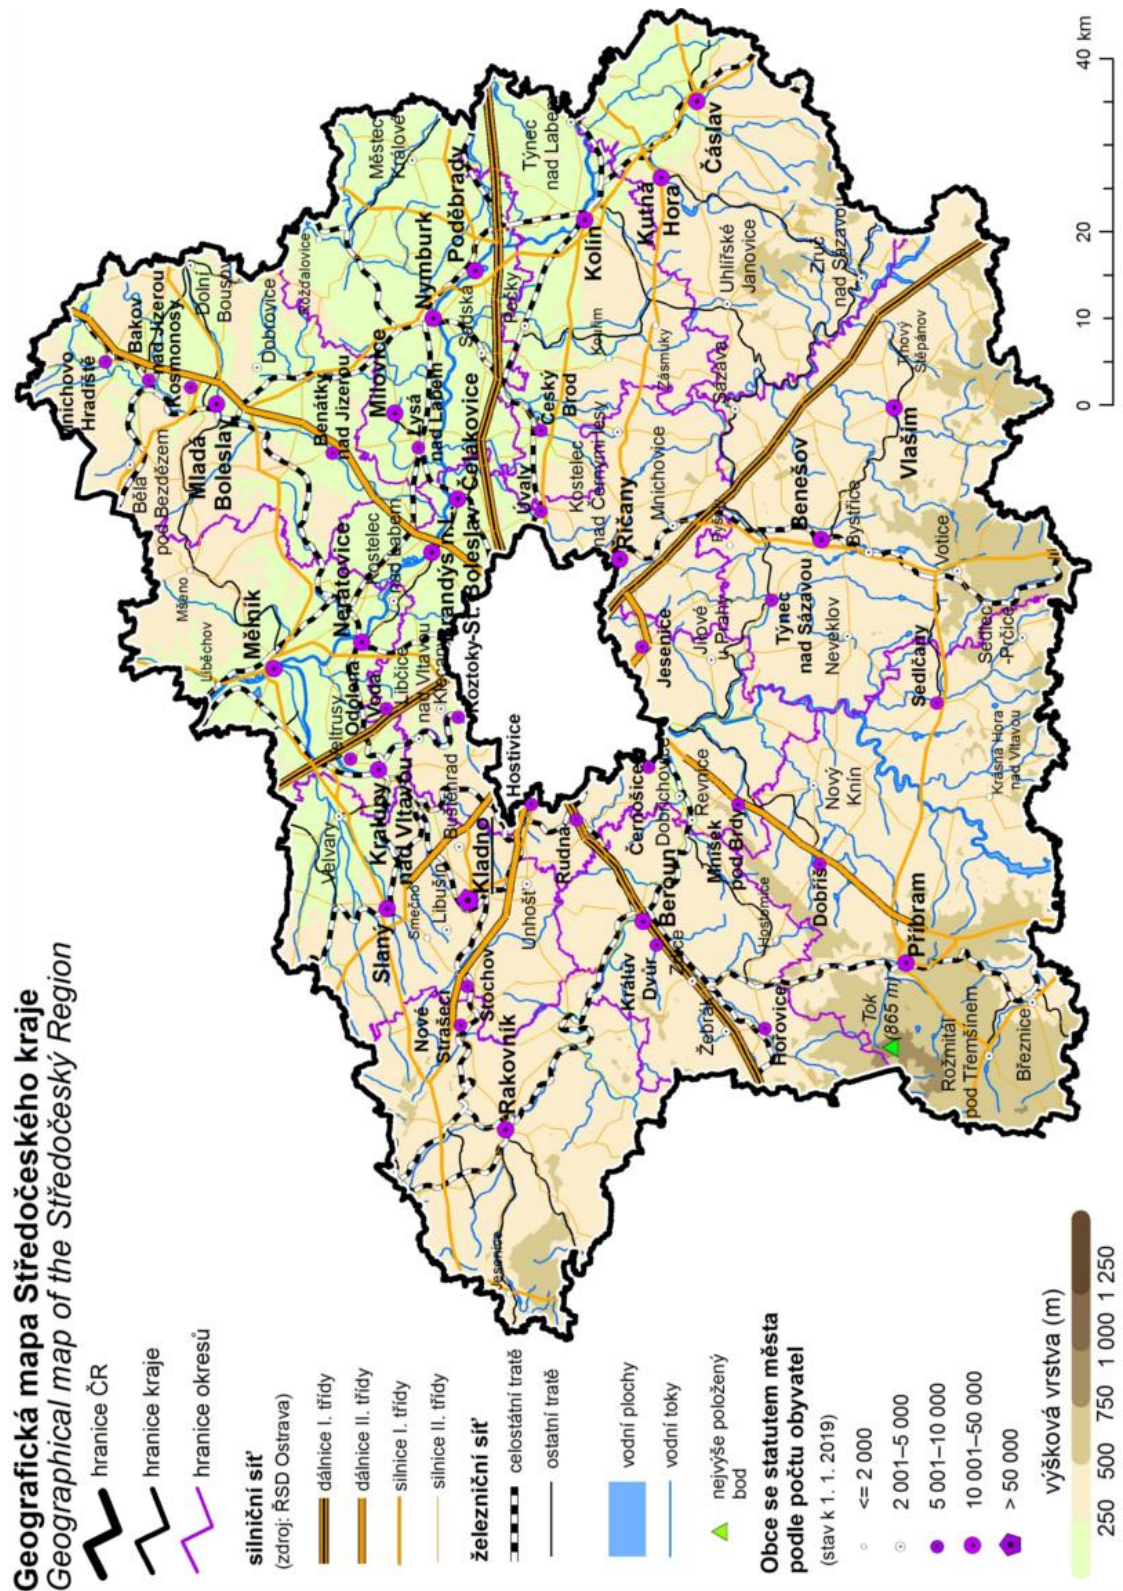 Geografická mapa Středočeského kraje
Geographical map of the Středočeský Region
hranice ČR
hranice kraje
hranice okresů
silniční síť
(zdroj: ŘSD Ostrava)
dálnice I. třídy
dálnice II. třídy
silnice I. třídy
silnice II. třídy
železniční síť
celostátní tratě
ostatní tratě
vodní plochy
vodní toky
nejvýše položený
bod
Obce se statutem města
podle počtu obyvatel
(stav k 1. 1. 2019)
<= 2 000
2 001–5 000
5 001–10 000
10 001–50 000
> 50 000
výšková vrstva (m)
250
500
750
1 000
1 250
0
10
20
40 km
Hradiště
Bakov
nad Jizerou
Kosmonosy
Dolní
Bousov
Bělá
pod Bezdězem
Mladá
Boleslav
Dobrovice
Rožďalovice
Městec
Králové
Mšeno
Liběchov
Mělník
Benátky
nad Jizerou
Milovice
Nymburk
Poděbrady
Lysá
nad Labem
Sadská
Pečky
Týnec
nad Labem
Čelákovice
Neratovice
Kostelec
nad Labem
Brandýs n.L.-
St. Boleslav
Odolena
Voda
Libčice
nad Vltavou
Klecany
Roztoky
Veltrusy
Kralupy
nad Vltavou
Velvary
Slaný
Smečno
Libušín
Buštěhrad
Kladno
Hostivice
Unhošť
Rudná
Stochov
Nové
Strašecí
Rakovník
Jesenice
Úvaly
Český
Brod
Kolín
Kutná
Hora
Čáslav
Kouřim
Zásmuky
Uhlířské
Janovice
Zruč
nad Sázavou
Kostelec
nad Černými lesy
Říčany
Mnichovice
Sázava
Jesenice
Jílové
u Prahy
Pyšely
Týnec
nad Sázavou
Benešov
Bystřice
Neveklov
Vlašim
Trhový
Štěpánov
Votice
Sedlec
-Prčice
Sedlčany
Krásná Hora
nad Vltavou
Nový
Knín
Černošice
Dobřichovice
Řevnice
Mníšek
pod Brdy
Beroun
Králův
Dvůr
Zdice
Žebrák
Hořovice
Hostomice
Dobříš
Příbram
Tok
(865 m)
Rožmitál
pod Třemšínem
Březnice